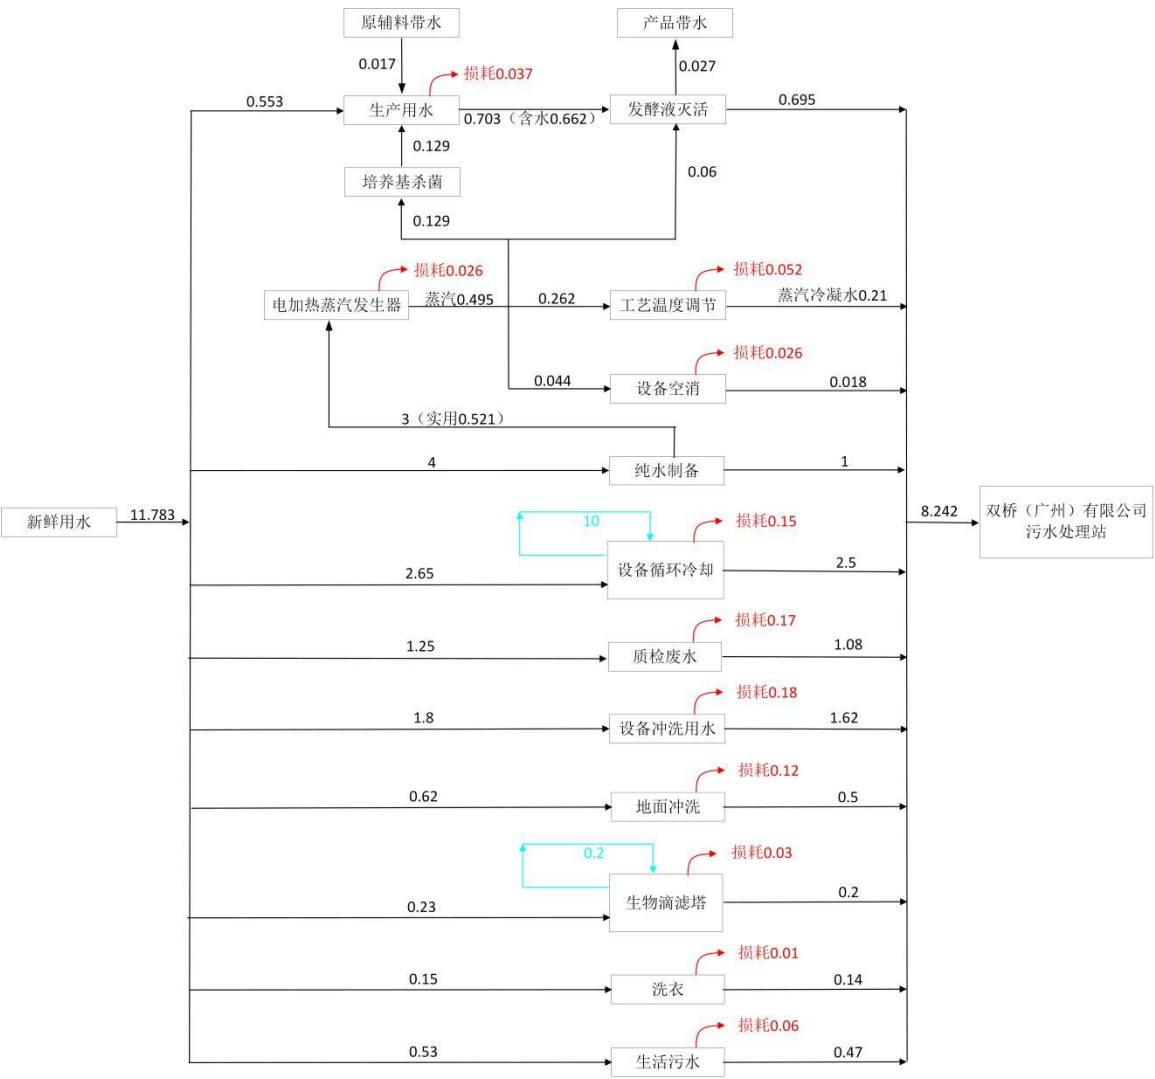 原辅料带水
产品带水
0.017
损耗0.037
0.027
0.553
生产用水
0.703（含水0.662）
发酵液灭活
0.695
0.129
培养基杀菌
0.06
0.129
损耗0.026
损耗0.052
电加热蒸汽发生器
蒸汽0.495
0.262
工艺温度调节
蒸汽冷凝水0.21
损耗0.026
0.044
设备空消
0.018
3（实用0.521）
4
纯水制备
1
新鲜用水
11.783
8.242
双桥（广州）有限公司
污水处理站
10
损耗0.15
2.65
设备循环冷却
2.5
损耗0.17
1.25
质检废水
1.08
损耗0.18
1.8
设备冲洗用水
1.62
损耗0.12
0.62
地面冲洗
0.5
0.2
损耗0.03
0.23
生物滴滤塔
0.2
损耗0.01
0.15
洗衣
0.14
损耗0.06
0.53
生活污水
0.47